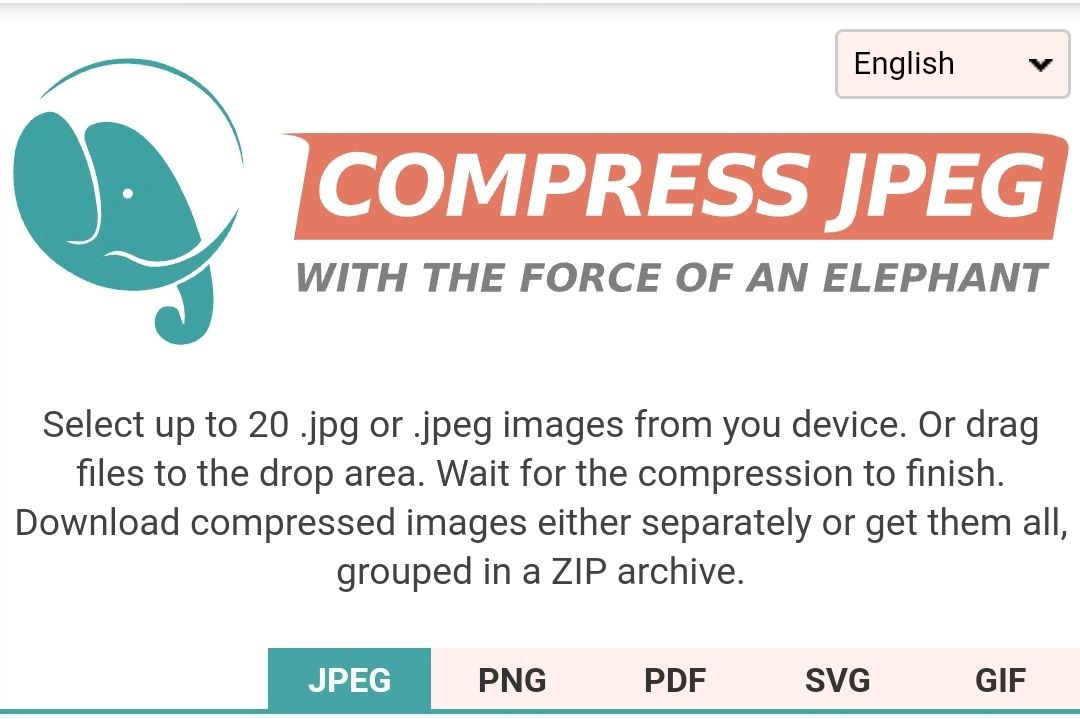 English
COMPRESS JPEG
WITH THE FORCE OF AN ELEPHANT
Select up to 20 .jpg or .jpeg images from you device. Or drag
files to the drop area. Wait for the compression to finish.
Download compressed images either separately or get them all,
grouped in a ZIP archive.
JPEG PNG PDF SVG GIF